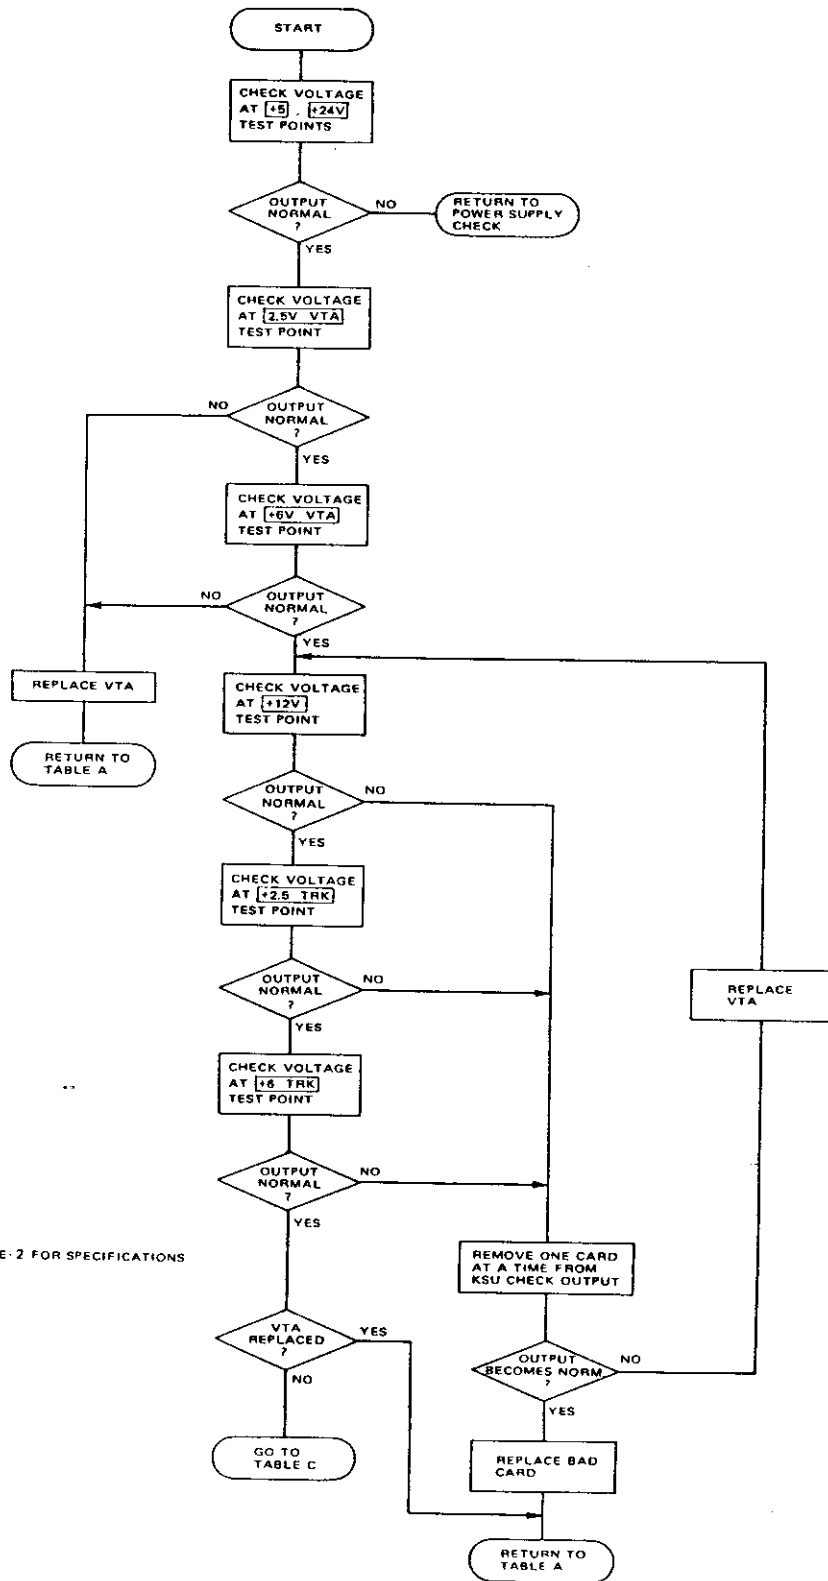 START
CHECK VOLTAGE
AT +5 , +24V
TEST POINTS
OUTPUT
NORMAL
?
NO
RETURN TO
POWER SUPPLY
CHECK
YES
CHECK VOLTAGE
AT 2.5V VTA
TEST POINT
NO
OUTPUT
NORMAL
?
YES
CHECK VOLTAGE
AT +6V VTA
TEST POINT
NO
OUTPUT
NORMAL
?
YES
REPLACE VTA
RETURN TO
TABLE A
CHECK VOLTAGE
AT +12V
TEST POINT
OUTPUT
NORMAL
?
NO
YES
CHECK VOLTAGE
AT +2.5 TRK
TEST POINT
OUTPUT
NORMAL
?
NO
YES
REPLACE
VTA
CHECK VOLTAGE
AT +6 TRK
TEST POINT
OUTPUT
NORMAL
?
NO
YES
E-2 FOR SPECIFICATIONS
REMOVE ONE CARD
AT A TIME FROM
KSU CHECK OUTPUT
VTA
REPLACED
?
YES
NO
OUTPUT
BECOMES NORM
?
NO
YES
GO TO
TABLE C
REPLACE BAD
CARD
RETURN TO
TABLE A